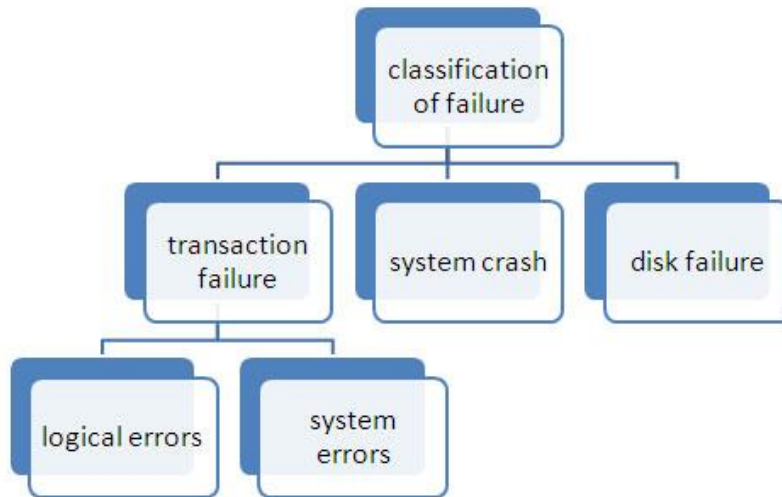 classification
of failure
transaction
failure
system crash
disk failure
logical errors
system
errors